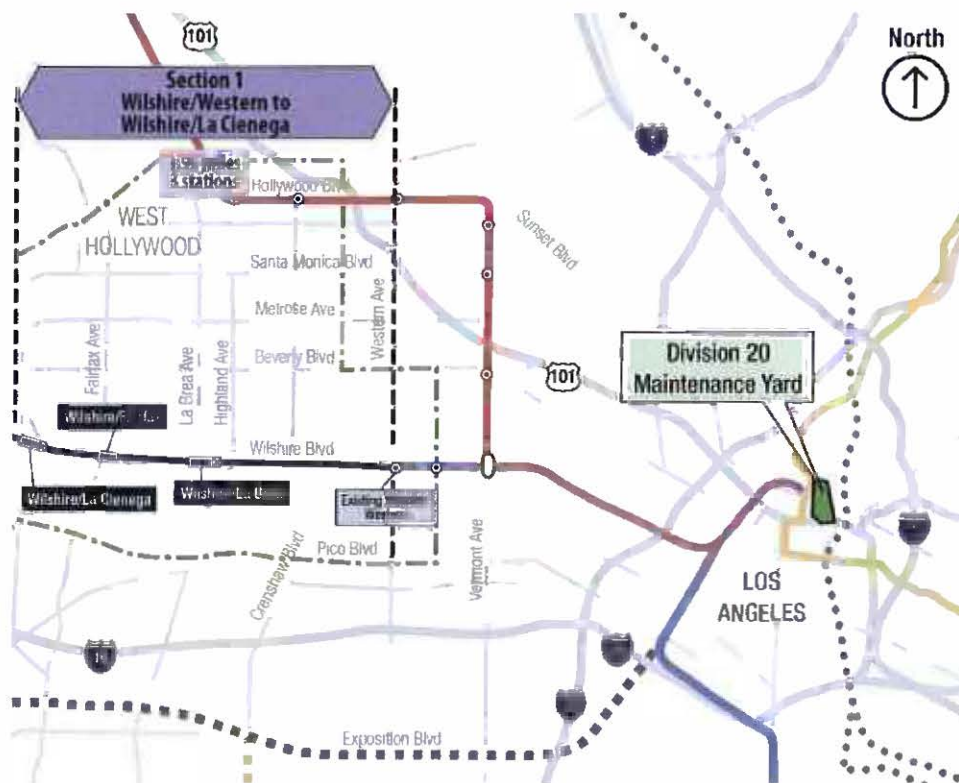 101
North
Section 1
Wilshire/Western to
Wilshire/La Cienega
stations
Hollywood
WEST
HOLLYWOOD
Sunset Blvd
Santa Monica Blvd
Melrose Ave
Western Ave
Beverly Blvd
Fairfax Ave
La Brea Ave
Highland Ave
101
Division 20
Maintenance Yard
Wilshire Blvd
Wilshire/La Cienega
Existing
Pico Blvd
Crenshaw Blvd
Vermont Ave
LOS
ANGELES
10
Exposition Blvd